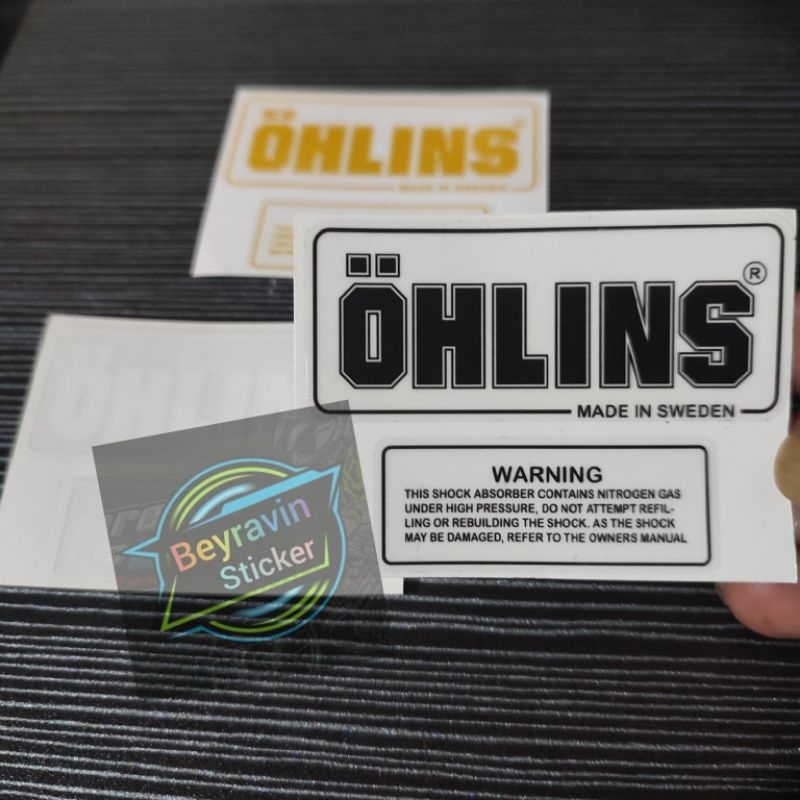 ÖHLINS
MADE IN SWEDEN
ÖHLINS ®
MADE IN SWEDEN
WARNING
THIS SHOCK ABSORBER CONTAINS NITROGEN GAS
UNDER HIGH PRESSURE, DO NOT ATTEMPT REFIL-
LING OR REBUILDING THE SHOCK. AS THE SHOCK
MAY BE DAMAGED, REFER TO THE OWNERS MANUAL
ÖHLINS
Beyravin
Sticker